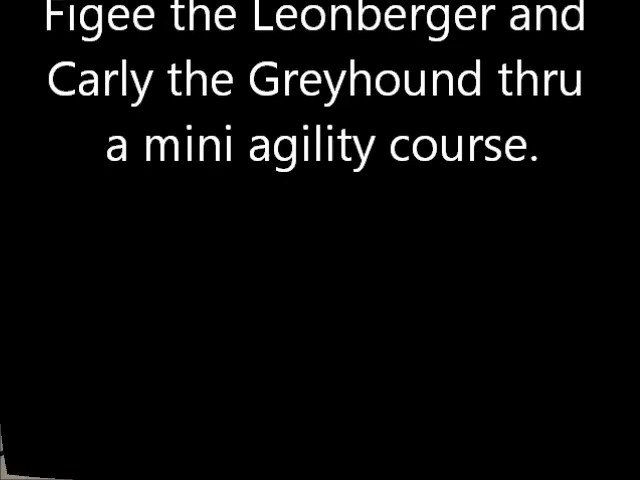 Figee the Leonberger and
Carly the Greyhound thru
a mini agility course.